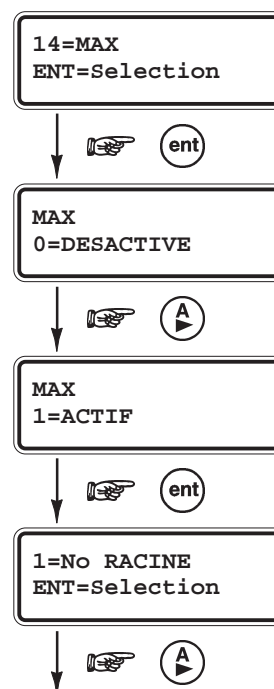 14=MAX
ENT=Selection
ent
MAX
0=DESACTIVE
A
MAX
1=ACTIF
ent
1=No RACINE
ENT=Selection
A